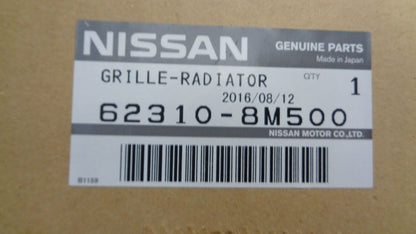 NISSAN GENUINE PARTS
Made in Japan
GRILLE-RADIATOR QTY 1
2016/08/12
62310-8M500
NISSAN MOTOR CO.,LTD.